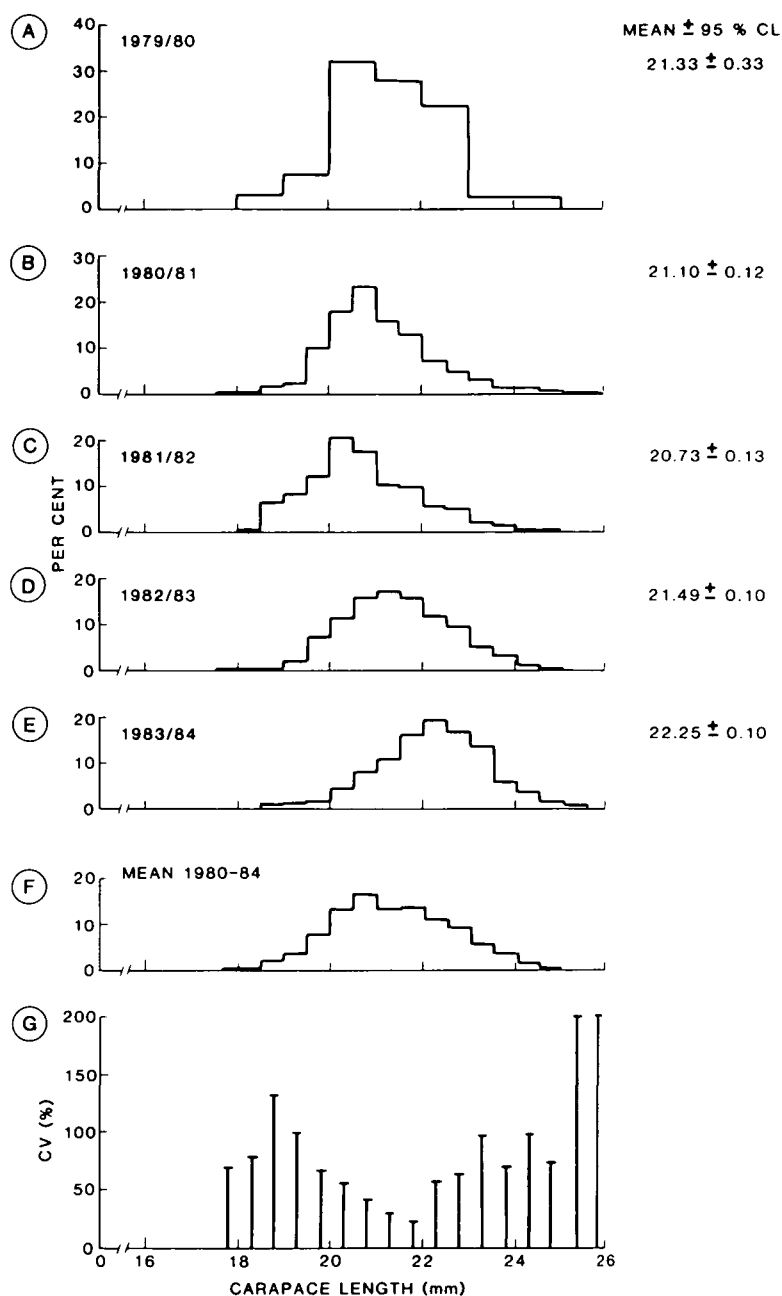 A
40
30
20
10
0
1979/80
MEAN ± 95 % CL
21.33 ± 0.33
B
30
20
10
0
1980/81
21.10 ± 0.12
C
20
10
0
1981/82
20.73 ± 0.13
PER CENT
D
20
10
0
1982/83
21.49 ± 0.10
E
20
10
0
1983/84
22.25 ± 0.10
F
20
10
0
MEAN 1980-84
G
200
150
100
50
0
CV (%)
0 16 18 20 22 24 26
CARAPACE LENGTH (mm)